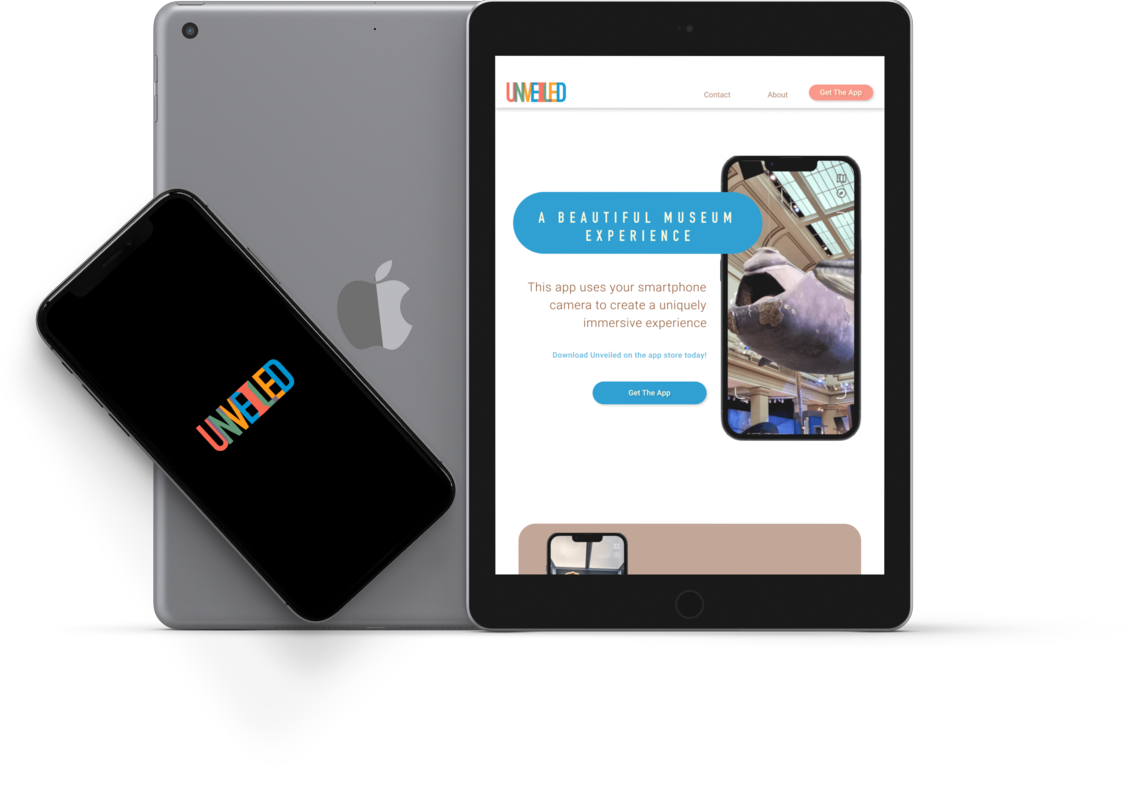 UNVEILED
Contact
About
Get The App
A BEAUTIFUL MUSEUM
EXPERIENCE
This app uses your smartphone
camera to create a uniquely
immersive experience
Download Unveiled on the app store today!
Get The App
UNVEILED